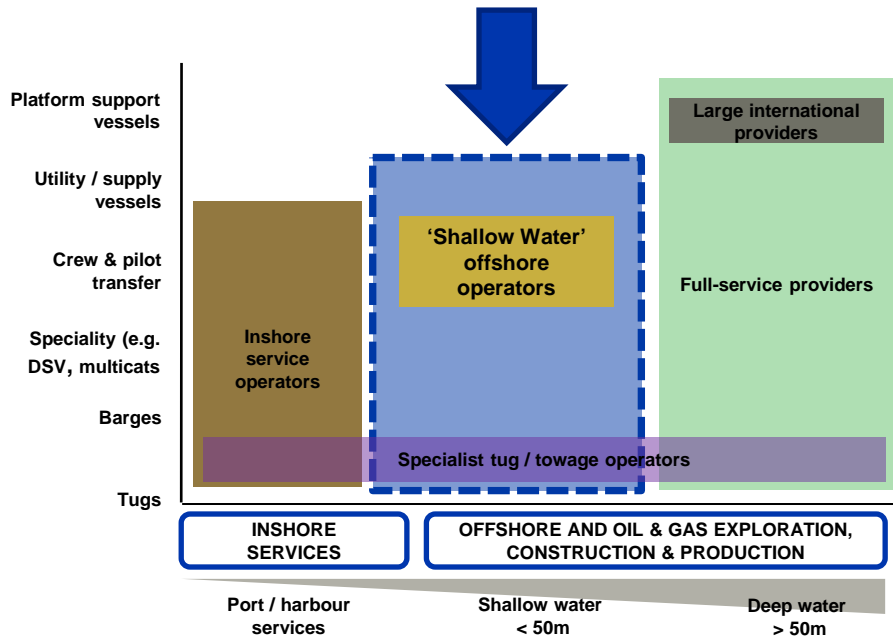 Platform support
vessels
Utility / supply
vessels
Crew & pilot
transfer
Speciality (e.g.
DSV, multicats
Barges
Tugs
Inshore
service
operators
‘Shallow Water’
offshore
operators
Large international
providers
Full-service providers
Specialist tug / towage operators
INSHORE
SERVICES
OFFSHORE AND OIL & GAS EXPLORATION,
CONSTRUCTION & PRODUCTION
Port / harbour
services
Shallow water
< 50m
Deep water
> 50m